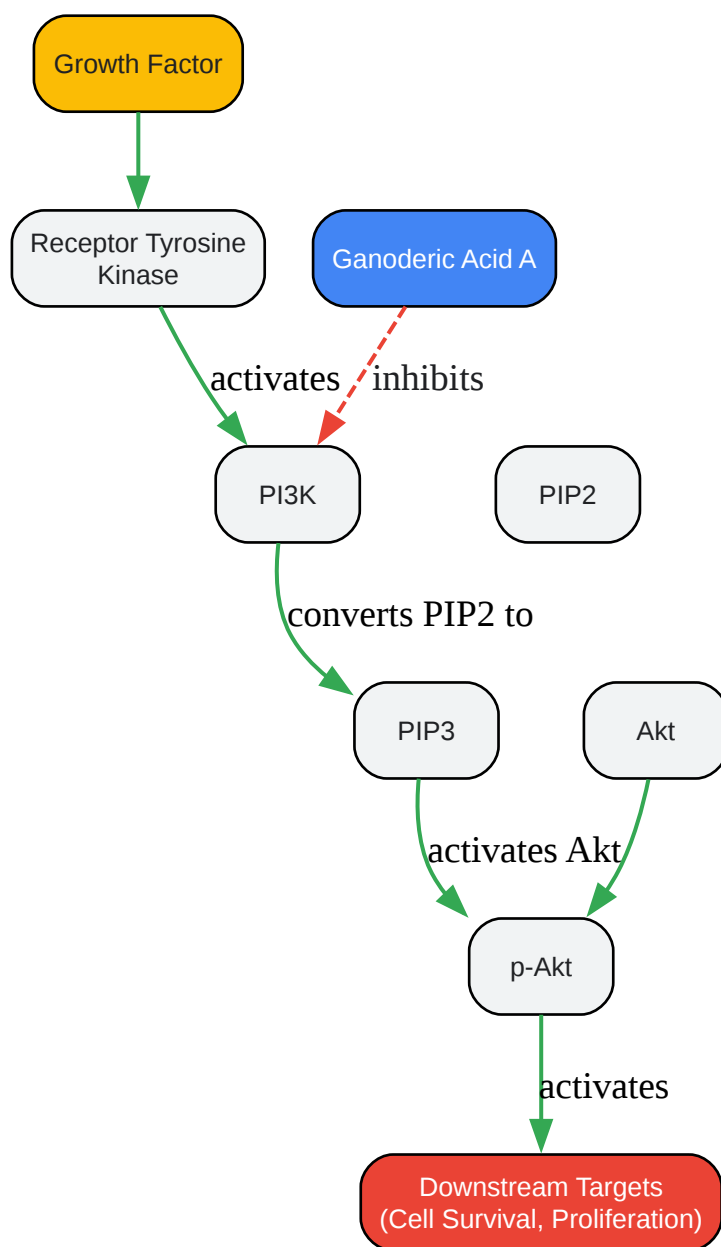 Growth Factor
Receptor Tyrosine
Kinase
Ganoderic Acid A
activates
inhibits
PI3K
PIP2
converts PIP2 to
PIP3
Akt
activates Akt
p-Akt
activates
Downstream Targets
(Cell Survival, Proliferation)